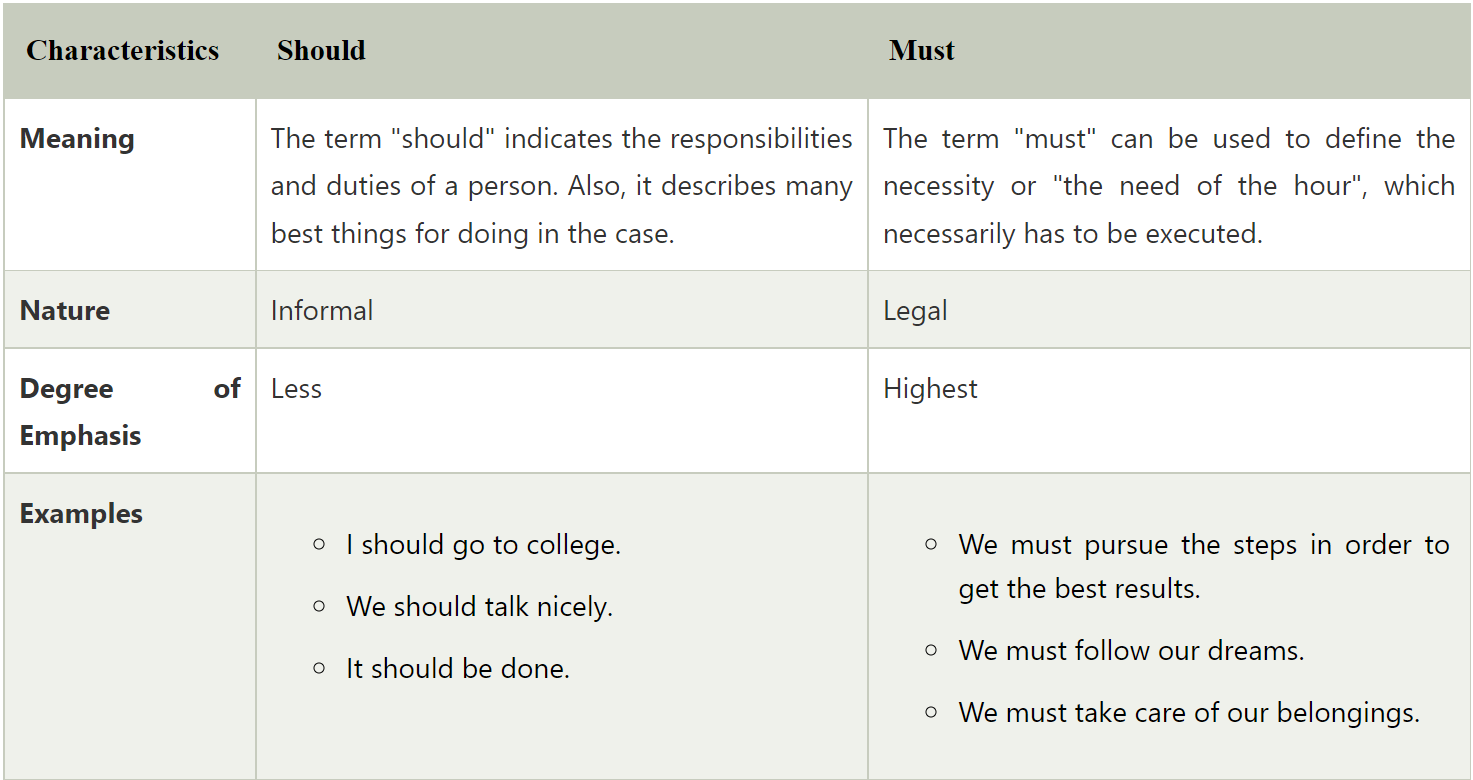 Characteristics Should Must
Meaning
The term "should" indicates the responsibilities
and duties of a person. Also, it describes many
best things for doing in the case.
The term "must" can be used to define the
necessity or "the need of the hour", which
necessarily has to be executed.
Nature Informal Legal
Degree of
Emphasis
Less
Highest
Examples
I should go to college.
We should talk nicely.
It should be done.
We must pursue the steps in order to
get the best results.
We must follow our dreams.
We must take care of our belongings.